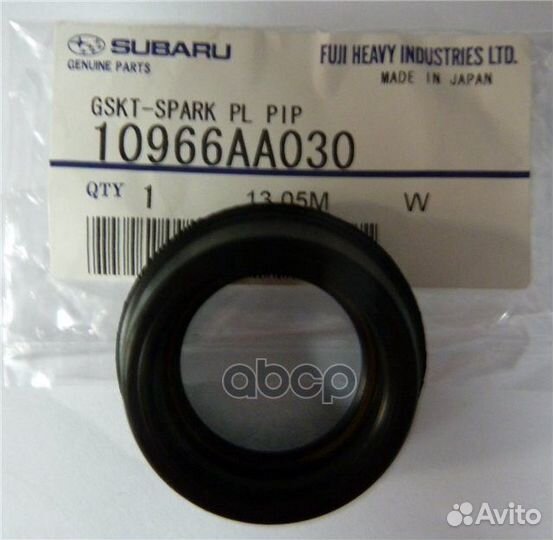 SUBARU
GENUINE PARTS
FUJI HEAVY INDUSTRIES LTD.
MADE IN JAPAN
GSKT-SPARK PL PIP
10966AA030
QTY 1 13.05M W
abcp
Avito